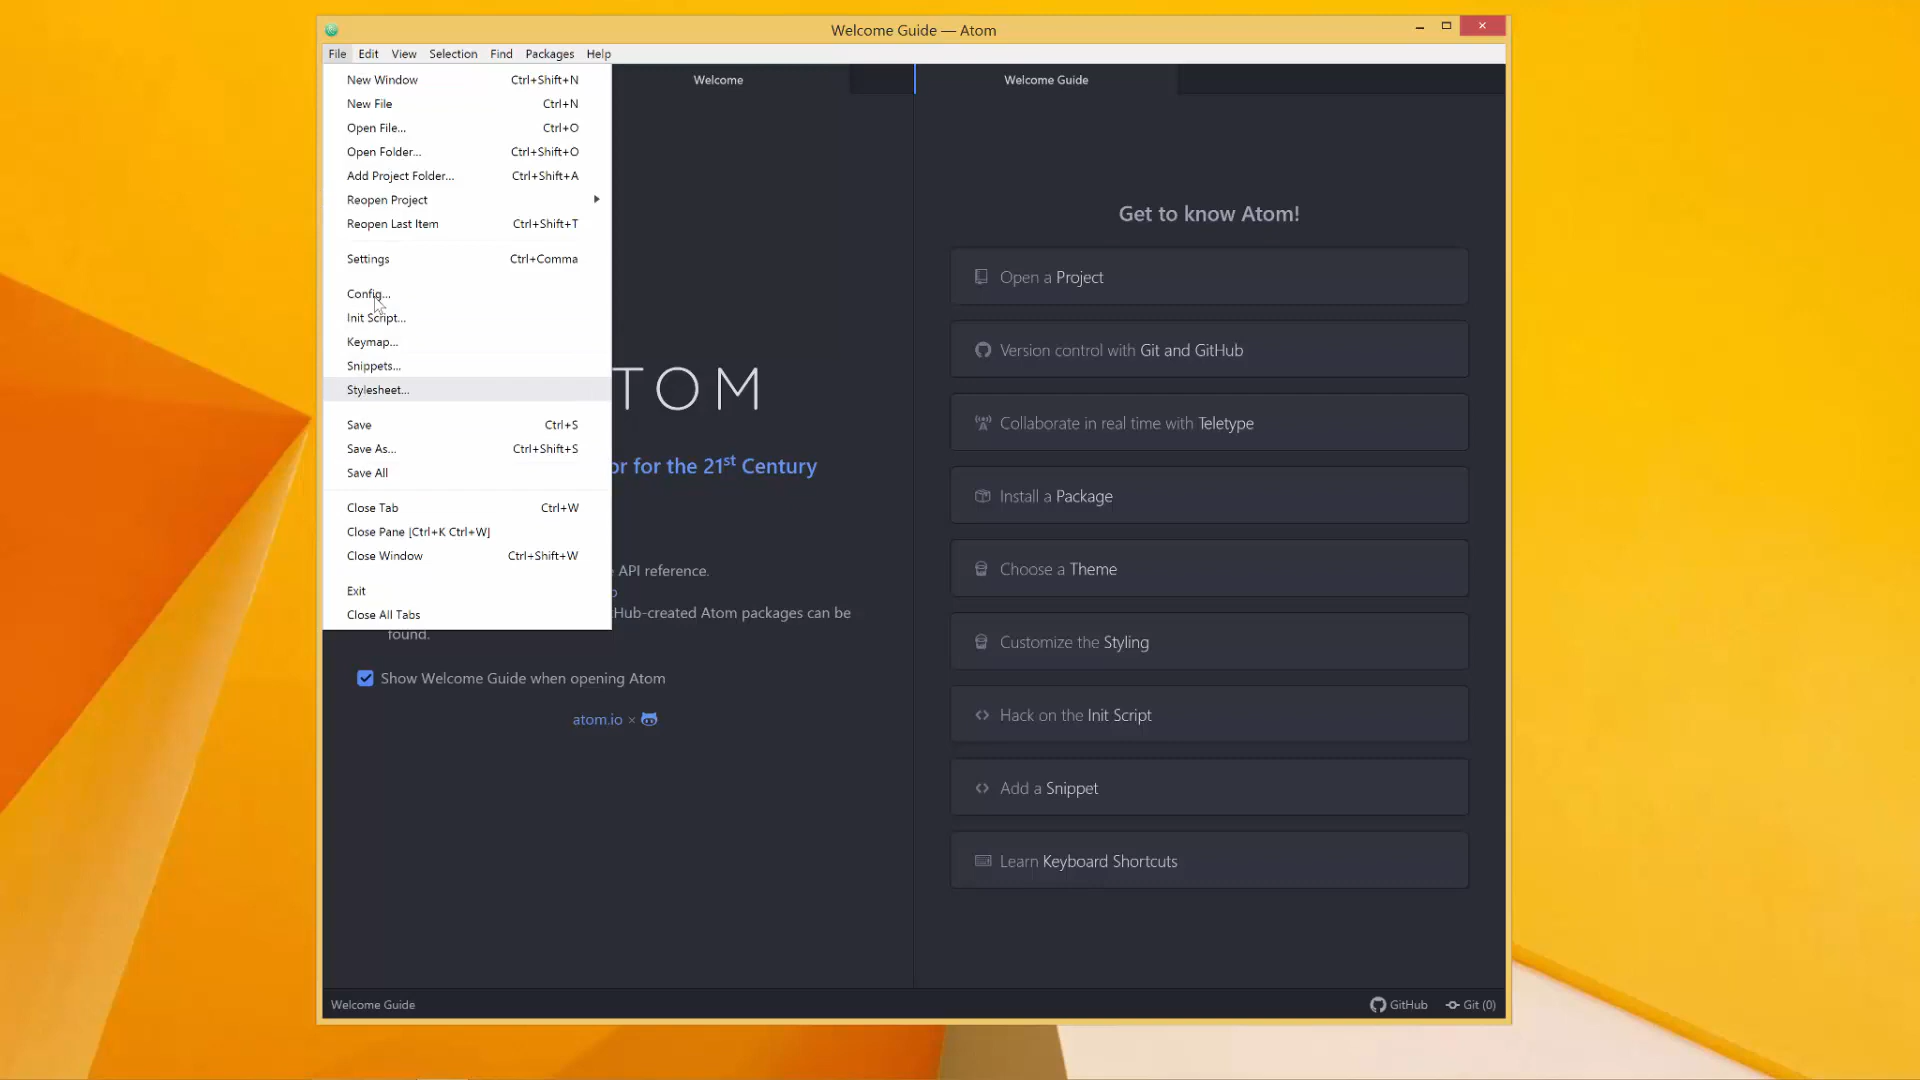 Welcome Guide — Atom
File Edit View Selection Find Packages Help
New Window Ctrl+Shift+N
New File Ctrl+N
Open File... Ctrl+O
Open Folder... Ctrl+Shift+O
Add Project Folder... Ctrl+Shift+A
Reopen Project
Reopen Last Item Ctrl+Shift+T
Settings Ctrl+Comma
Config...
Init Script...
Keymap...
Snippets...
Stylesheet...
Save Ctrl+S
Save As... Ctrl+Shift+S
Save All
Close Tab Ctrl+W
Close Pane [Ctrl+K Ctrl+W]
Close Window Ctrl+Shift+W
Exit
Close All Tabs
Welcome
TOM
or for the 21st Century
API reference.
Hub-created Atom packages can be
found.
Show Welcome Guide when opening Atom
atom.io ×
Welcome Guide
Get to know Atom!
Open a Project
Version control with Git and GitHub
Collaborate in real time with Teletype
Install a Package
Choose a Theme
Customize the Styling
Hack on the Init Script
Add a Snippet
Learn Keyboard Shortcuts
Welcome Guide
GitHub Git (0)